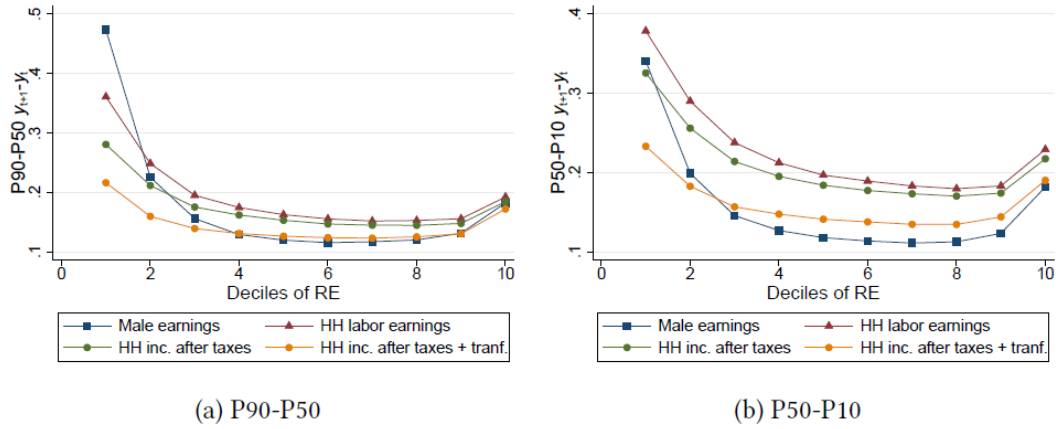 .5
.4
.3
.2
.1
P90-P50 yt+1-yt
0 2 4 6 8 10
Deciles of RE
Male earnings HH labor earnings
HH inc. after taxes HH inc. after taxes + tranf.
(a) P90-P50
.4
.3
.2
.1
P50-P10 yt+1-yt
0 2 4 6 8 10
Deciles of RE
Male earnings HH labor earnings
HH inc. after taxes HH inc. after taxes + tranf.
(b) P50-P10